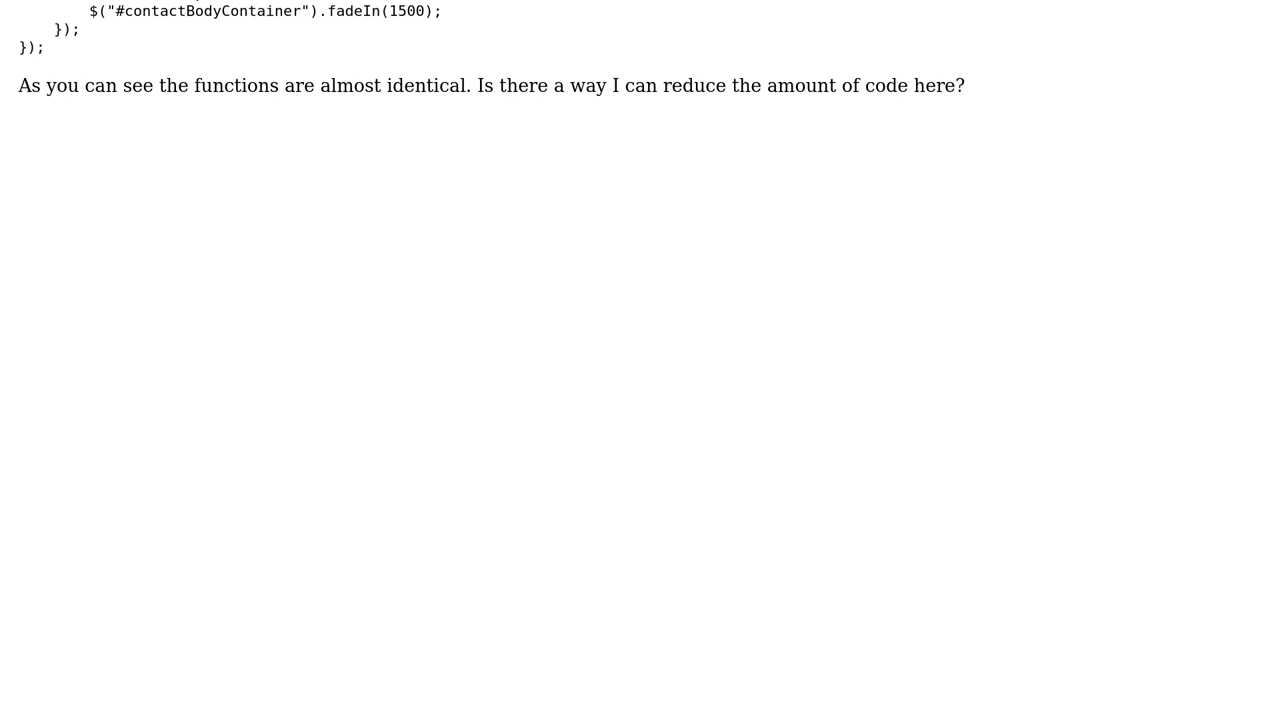 $("#contactBodyContainer").fadeIn(1500);
    });
});
As you can see the functions are almost identical. Is there a way I can reduce the amount of code here?